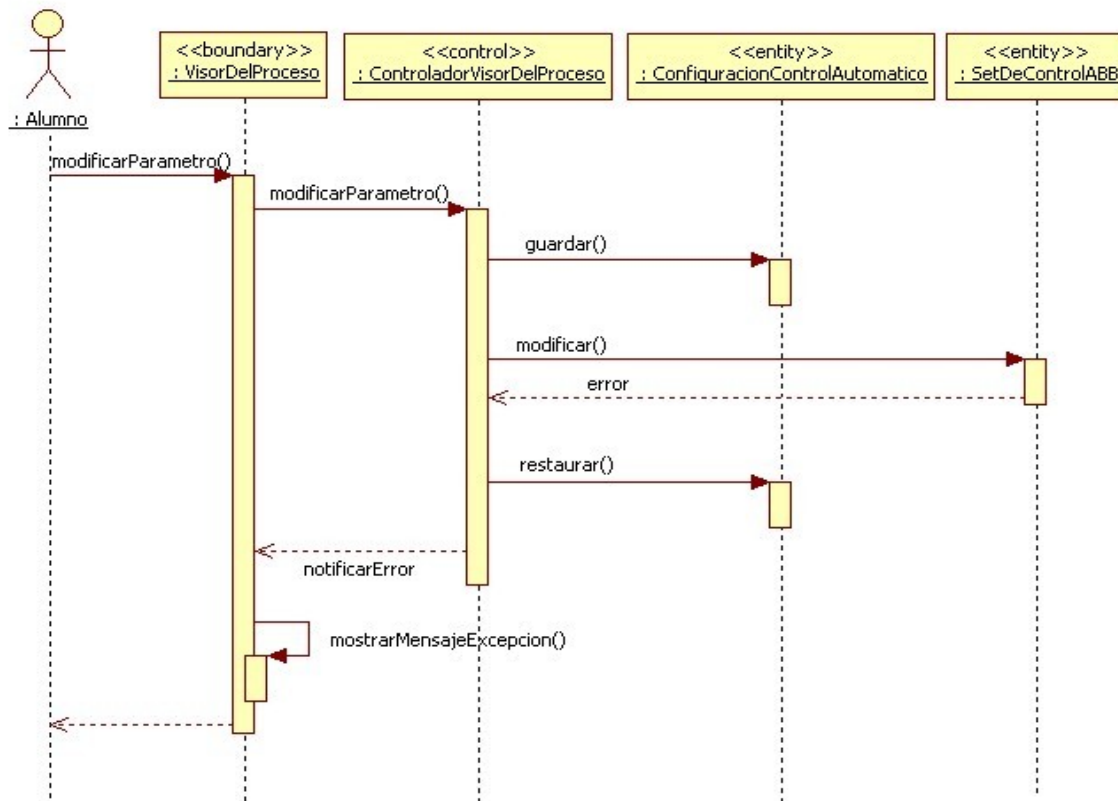 <<boundary>>
: VisorDelProceso
<<control>>
: ControladorVisorDelProceso
<<entity>>
: ConfiguracionControlAutomatico
<<entity>>
: SetDeControlABB
: Alumno
modificarParametro()
modificarParametro()
guardar()
modificar()
error
restaurar()
notificarError
mostrarMensajeExcepcion()